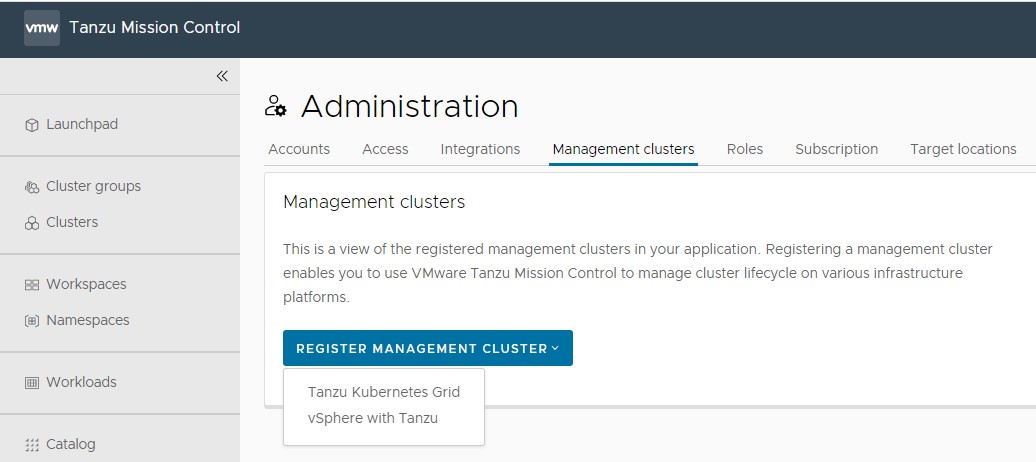 vmw Tanzu Mission Control
Launchpad
Cluster groups
Clusters
Workspaces
Namespaces
Workloads
Catalog
Administration
Accounts Access Integrations Management clusters Roles Subscription Target locations
Management clusters
This is a view of the registered management clusters in your application. Registering a management cluster
enables you to use VMware Tanzu Mission Control to manage cluster lifecycle on various infrastructure
platforms.
REGISTER MANAGEMENT CLUSTER
Tanzu Kubernetes Grid
vSphere with Tanzu